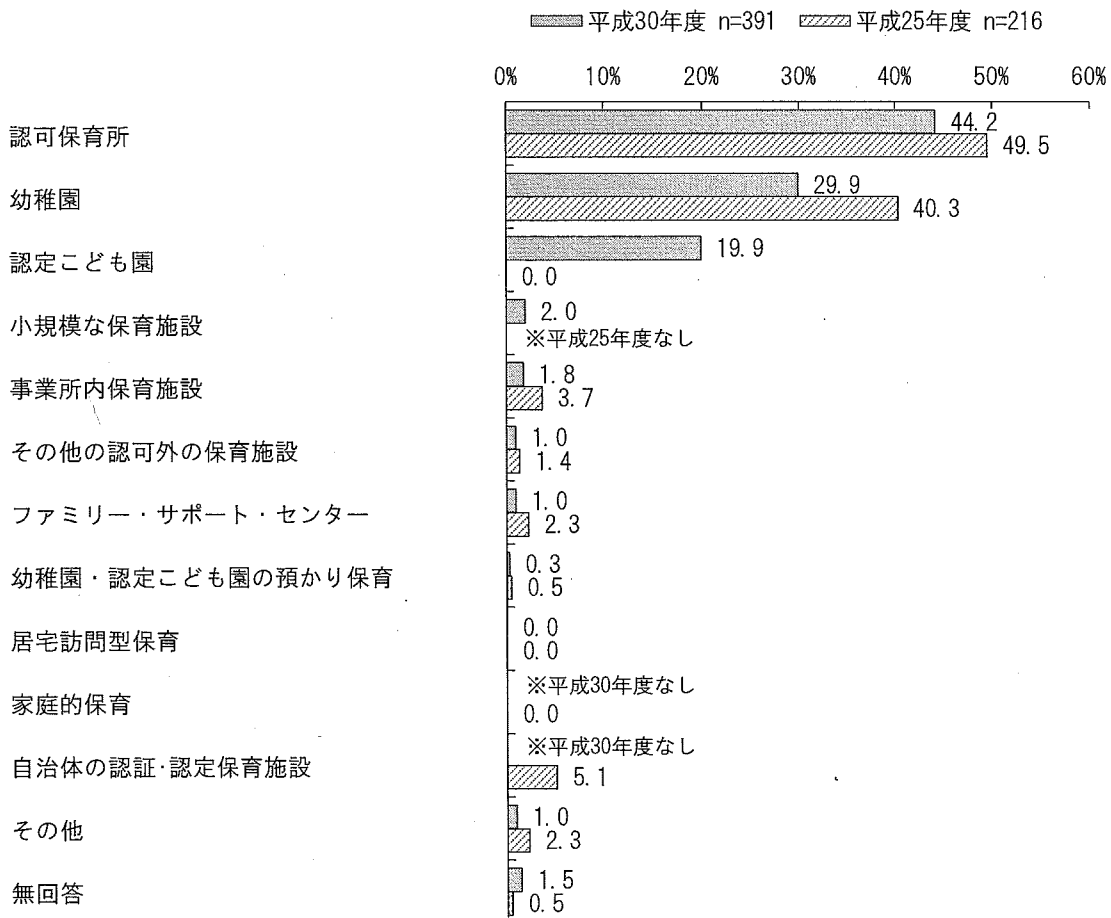 平成30年度 n=391 平成25年度 n=216
0% 10% 20% 30% 40% 50% 60%
認可保育所
44.2
49.5
幼稚園
29.9
40.3
認定こども園
19.9
0.0
小規模な保育施設
2.0
※平成25年度なし
事業所内保育施設
1.8
3.7
その他の認可外の保育施設
1.0
1.4
ファミリー・サポート・センター
1.0
2.3
幼稚園・認定こども園の預かり保育
0.3
0.5
居宅訪問型保育
0.0
0.0
家庭的保育
※平成30年度なし
0.0
自治体の認証・認定保育施設
※平成30年度なし
5.1
その他
1.0
2.3
無回答
1.5
0.5